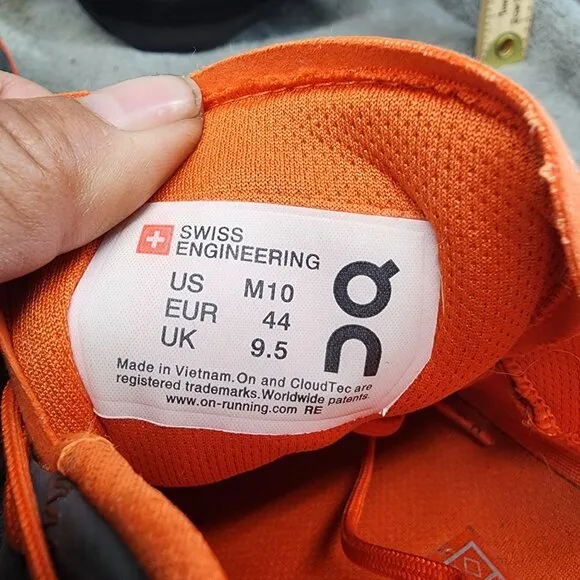 SWISS
ENGINEERING
US M10
EUR 44
UK 9.5
On
Made in Vietnam.On and CloudTec are
registered trademarks.Worldwide patents.
www.on-running.com RE